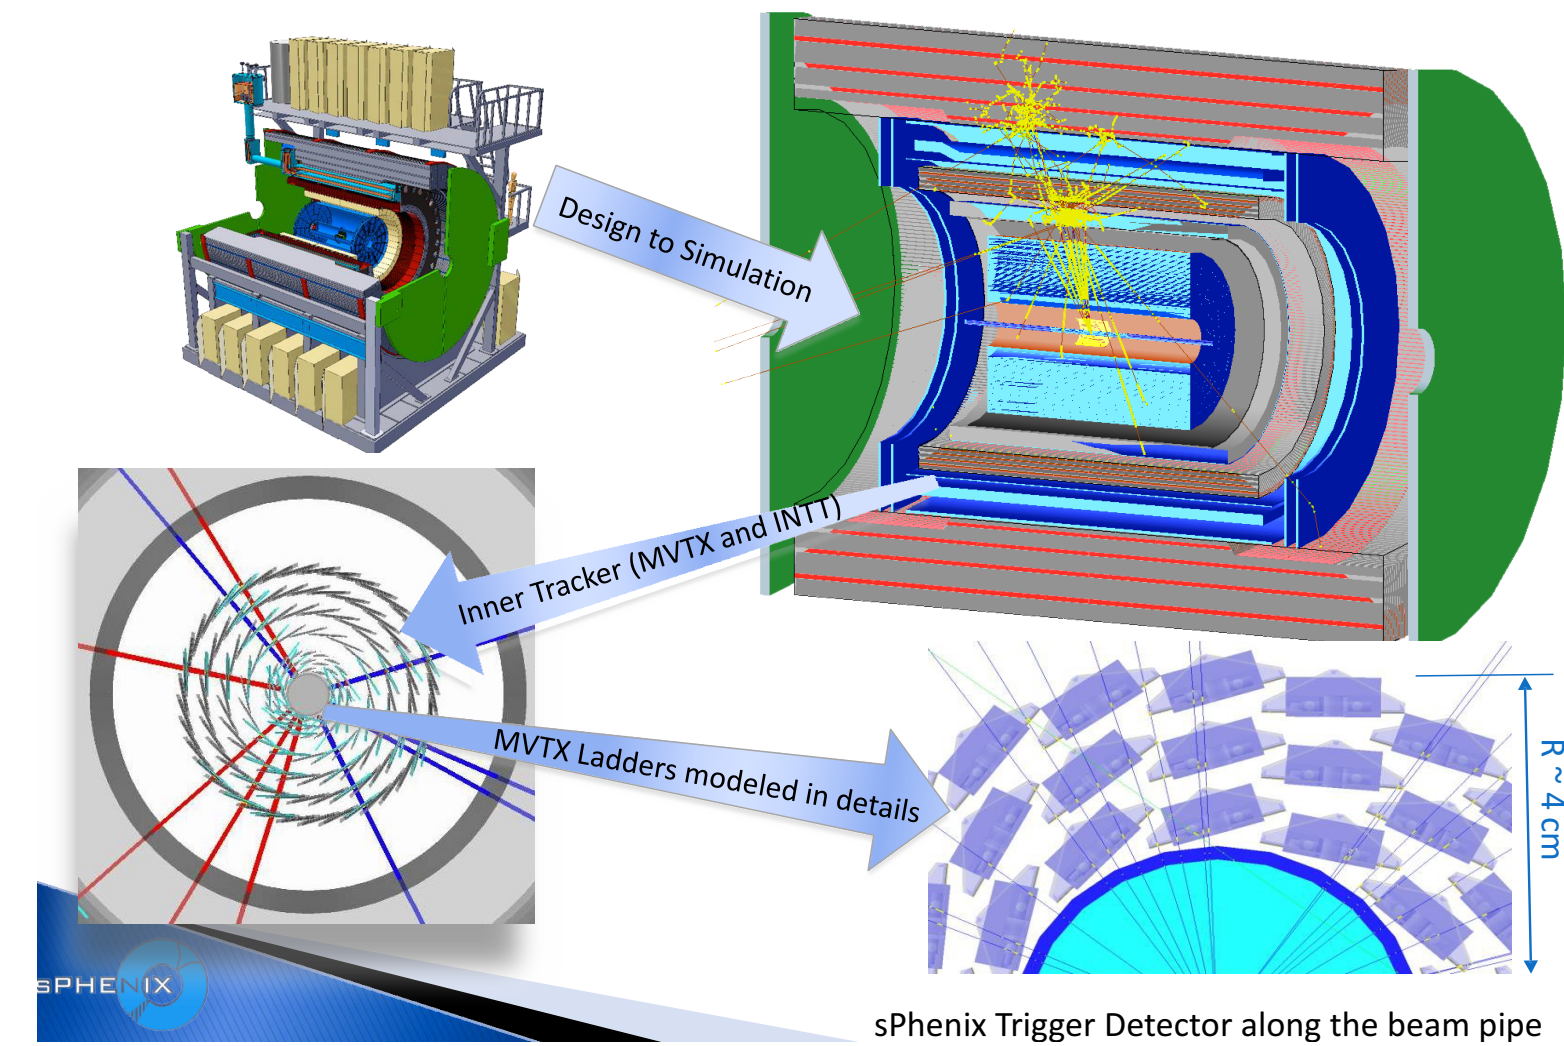 Design to Simulation
Inner Tracker (MVTX and INTT)
MVTX Ladders modeled in details
R ~ 4 cm
sPHENIX
sPhenix Trigger Detector along the beam pipe